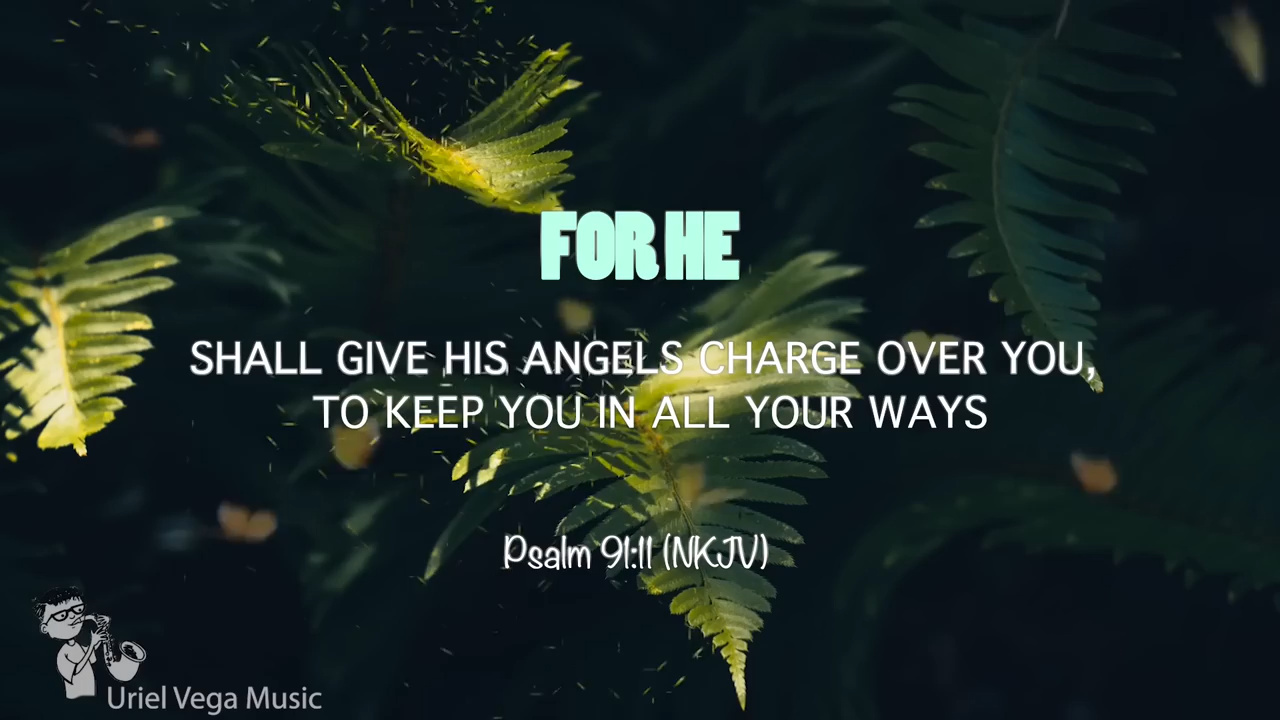 FOR HE
SHALL GIVE HIS ANGELS CHARGE OVER YOU,
TO KEEP YOU IN ALL YOUR WAYS
Psalm 91:11 (NKJV)
Uriel Vega Music